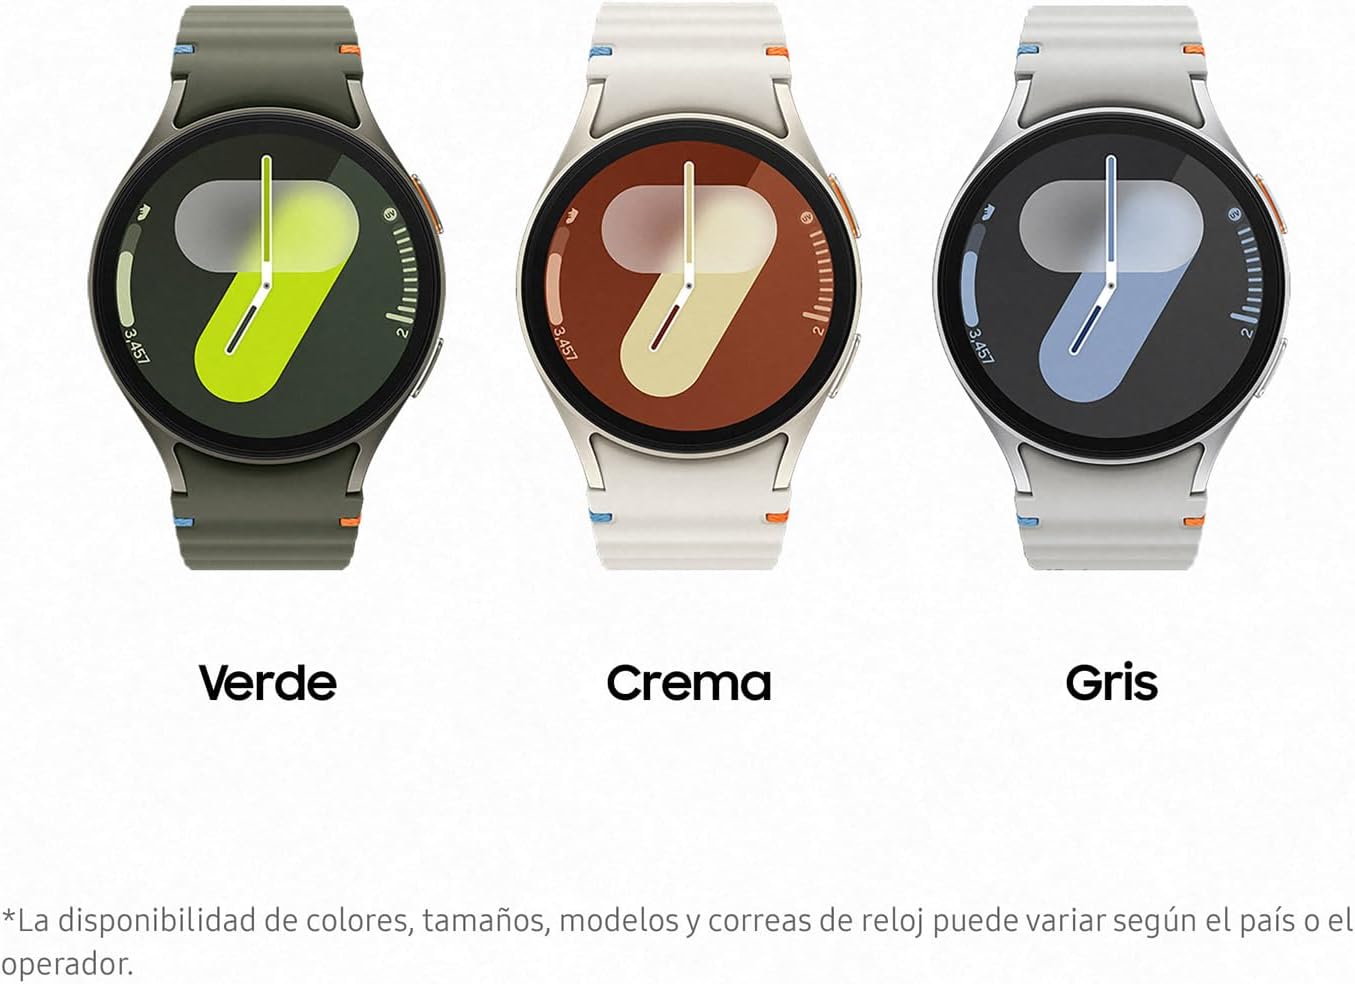 3,457
2
3,457
2
3,457
2
Verde
Crema
Gris
*La disponibilidad de colores, tamaños, modelos y correas de reloj puede variar según el país o el
operador.